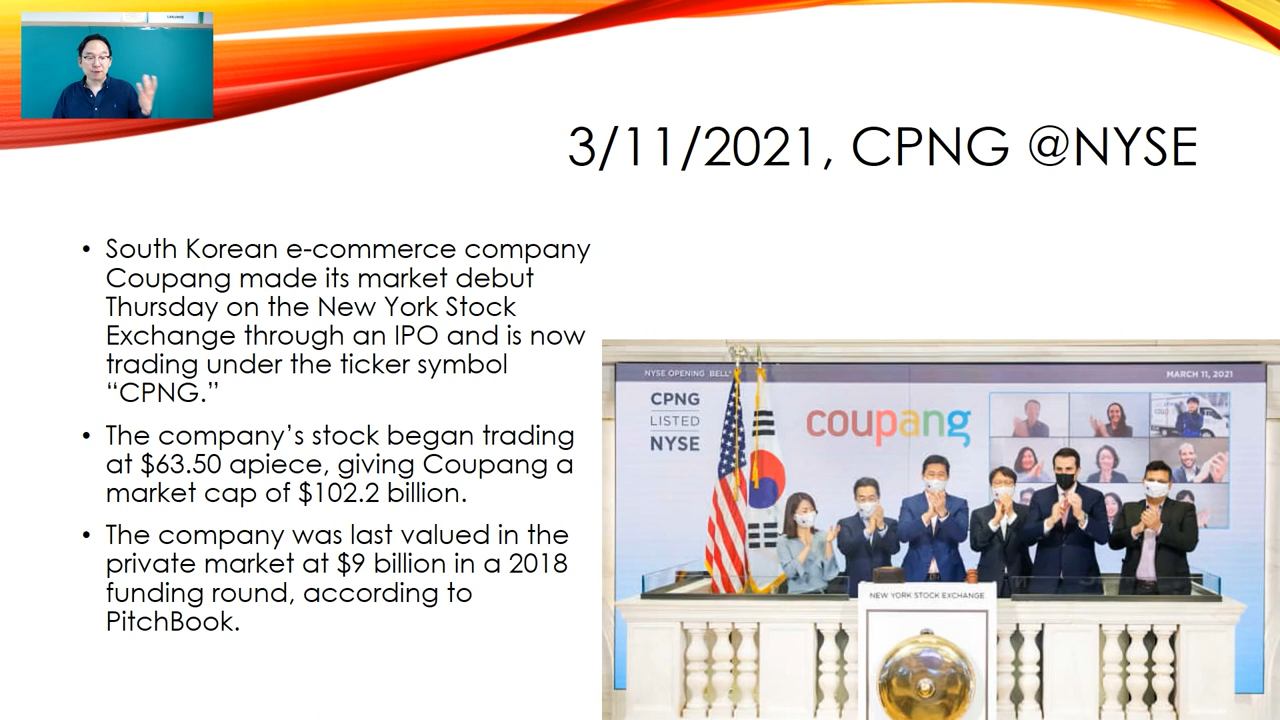 3/11/2021, CPNG @NYSE
• South Korean e-commerce company
Coupang made its market debut
Thursday on the New York Stock
Exchange through an IPO and is now
trading under the ticker symbol
“CPNG.”
• The company’s stock began trading
at $63.50 apiece, giving Coupang a
market cap of $102.2 billion.
• The company was last valued in the
private market at $9 billion in a 2018
funding round, according to
PitchBook.
NYSE OPENING BELL®
MARCH 11, 2021
CPNG
LISTED
NYSE
coupang
NEW YORK STOCK EXCHANGE